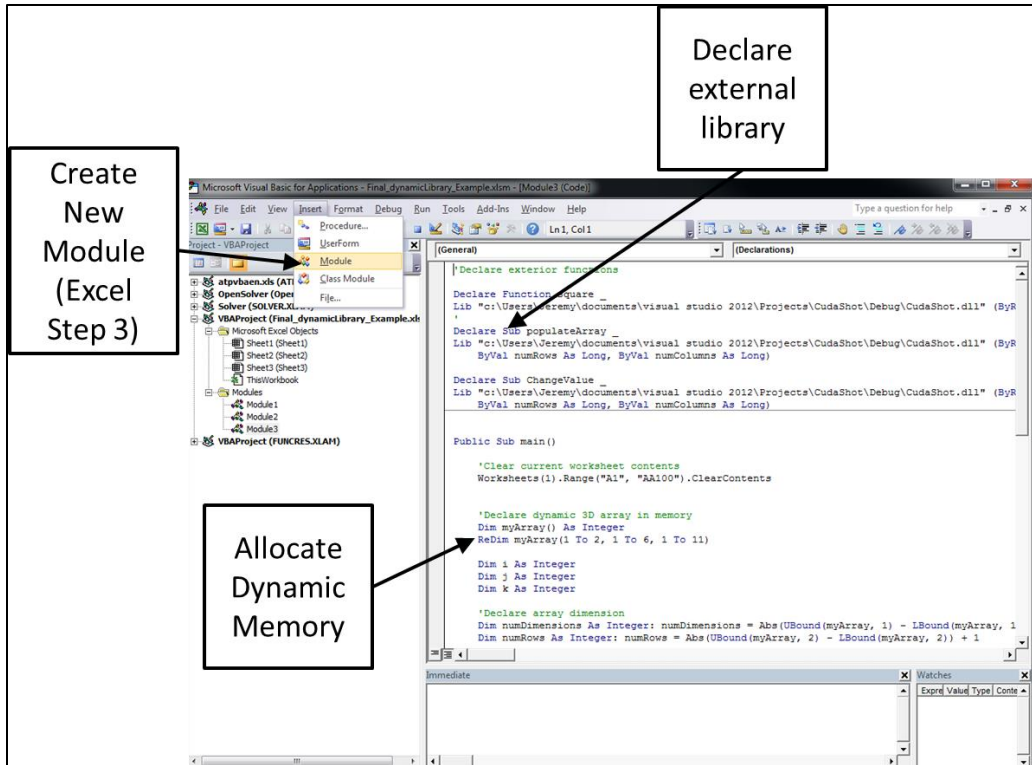 Declare
external
library
Create
New
Module
(Excel
Step 3)
Allocate
Dynamic
Memory
Microsoft Visual Basic for Applications - Final_dynamicLibrary_Example.xlsm - [Module3 (Code)]
File Edit View Insert Format Debug Run Tools Add-Ins Window Help
Type a question for help
Ln 1, Col 1
Project - VBAProject
Procedure...
UserForm
Module
Class Module
File...
atpvbaen.xls (AT
OpenSolver (Ope
Solver (SOLVER.XL
VBAProject (Final_dynamicLibrary_Example.xls
Microsoft Excel Objects
Sheet1 (Sheet1)
Sheet2 (Sheet2)
Sheet3 (Sheet3)
ThisWorkbook
Modules
Module1
Module2
Module3
VBAProject (FUNCRES.XLAM)
(General)
(Declarations)
'Declare exterior functions
Declare Function square _
Lib "c:\Users\Jeremy\documents\visual studio 2012\Projects\CudaShot\Debug\CudaShot.dll" (ByR
'
Declare Sub populateArray _
Lib "c:\Users\Jeremy\documents\visual studio 2012\Projects\CudaShot\Debug\CudaShot.dll" (ByR
ByVal numRows As Long, ByVal numColumns As Long)
Declare Sub ChangeValue _
Lib "c:\Users\Jeremy\documents\visual studio 2012\Projects\CudaShot\Debug\CudaShot.dll" (ByR
ByVal numRows As Long, ByVal numColumns As Long)
Public Sub main()
'Clear current worksheet contents
Worksheets(1).Range("A1", "AA100").ClearContents
'Declare dynamic 3D array in memory
Dim myArray() As Integer
ReDim myArray(1 To 2, 1 To 6, 1 To 11)
Dim i As Integer
Dim j As Integer
Dim k As Integer
'Declare array dimension
Dim numDimensions As Integer: numDimensions = Abs(UBound(myArray, 1) - LBound(myArray, 1
Dim numRows As Integer: numRows = Abs(UBound(myArray, 2) - LBound(myArray, 2)) + 1
Immediate
Watches
Expre Value Type Conte